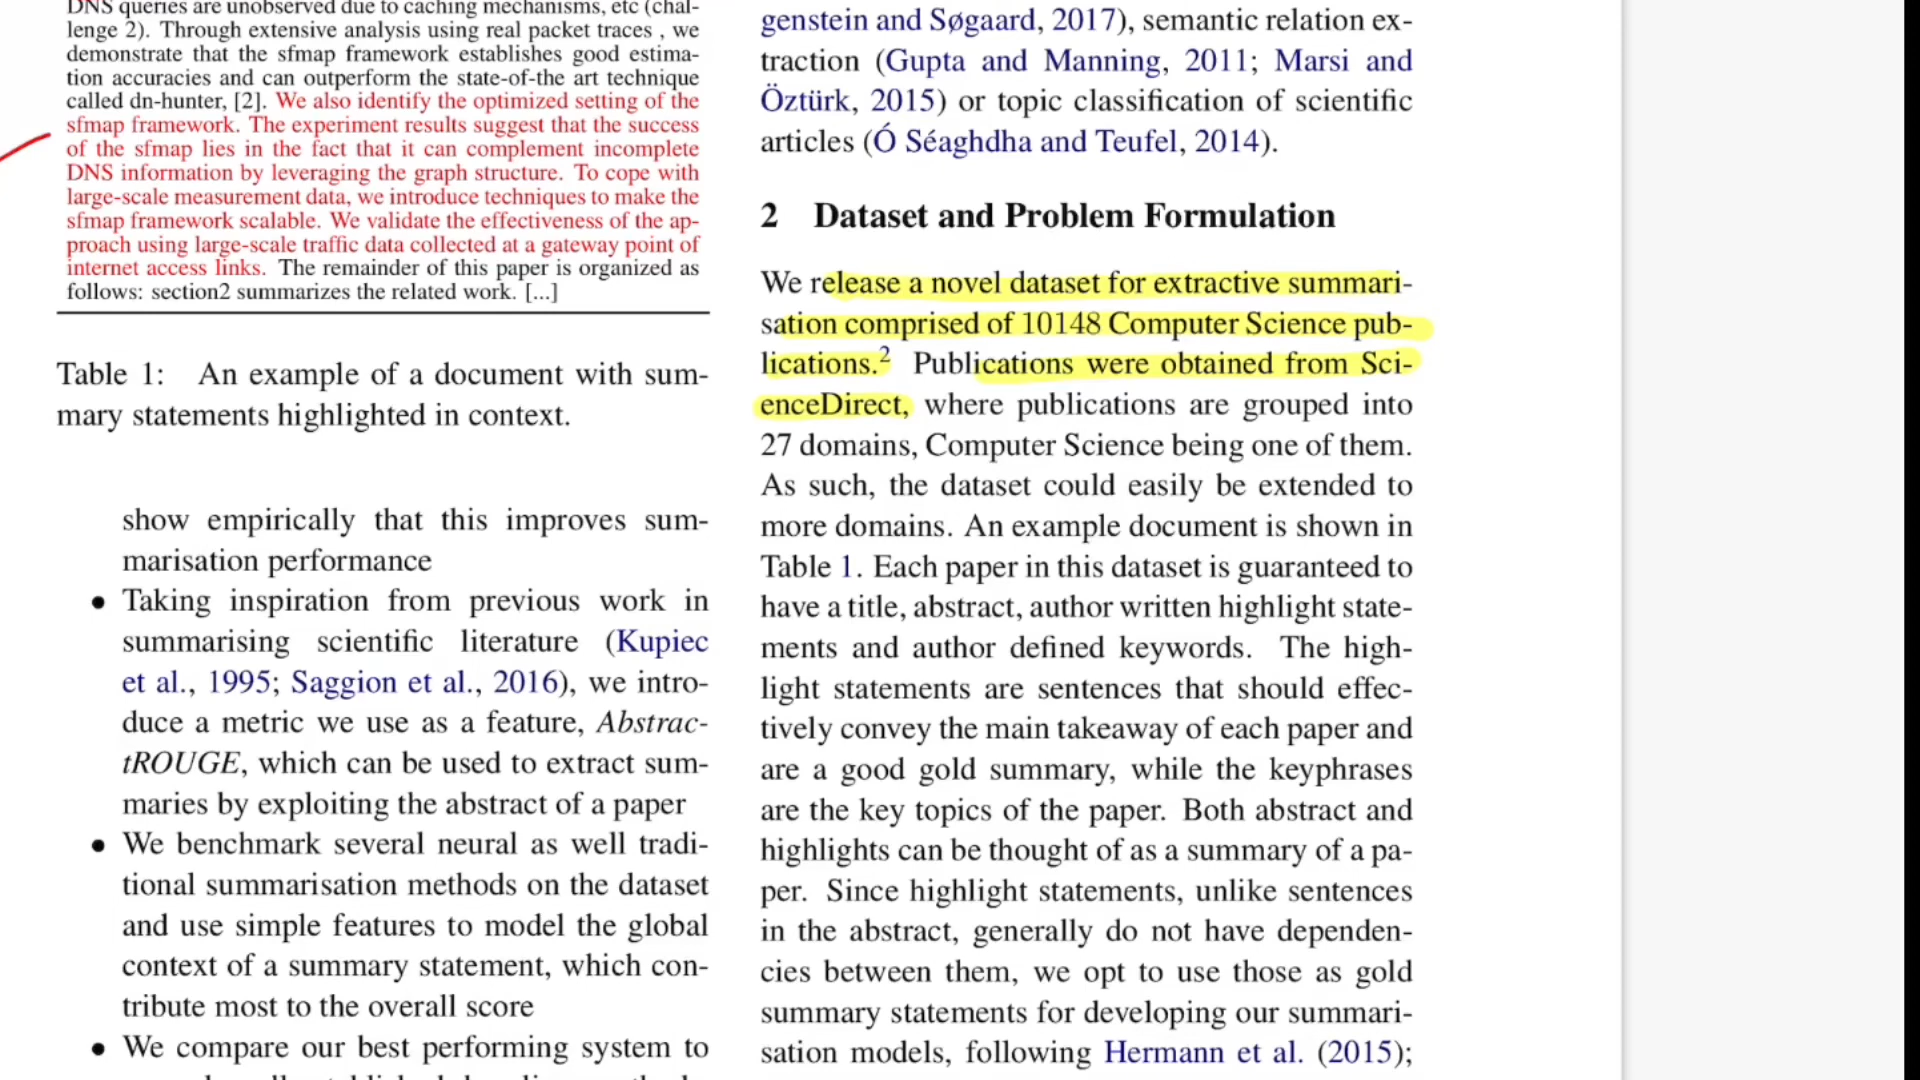 DNS queries are unobserved due to caching mechanisms, etc (chal-
lenge 2). Through extensive analysis using real packet traces , we
demonstrate that the sfmap framework establishes good estima-
tion accuracies and can outperform the state-of-the art technique
called dn-hunter, [2]. We also identify the optimized setting of the
sfmap framework. The experiment results suggest that the success
of the sfmap lies in the fact that it can complement incomplete
DNS information by leveraging the graph structure. To cope with
large-scale measurement data, we introduce techniques to make the
sfmap framework scalable. We validate the effectiveness of the ap-
proach using large-scale traffic data collected at a gateway point of
internet access links. The remainder of this paper is organized as
follows: section2 summarizes the related work. [...]
Table 1: An example of a document with sum-
mary statements highlighted in context.
show empirically that this improves sum-
marisation performance
• Taking inspiration from previous work in
summarising scientific literature (Kupiec
et al., 1995; Saggion et al., 2016), we intro-
duce a metric we use as a feature, Abstrac-
tROUGE, which can be used to extract sum-
maries by exploiting the abstract of a paper
• We benchmark several neural as well tradi-
tional summarisation methods on the dataset
and use simple features to model the global
context of a summary statement, which con-
tribute most to the overall score
• We compare our best performing system to
genstein and Søgaard, 2017), semantic relation ex-
traction (Gupta and Manning, 2011; Marsi and
Öztürk, 2015) or topic classification of scientific
articles (Ó Séaghdha and Teufel, 2014).
2 Dataset and Problem Formulation
We release a novel dataset for extractive summari-
sation comprised of 10148 Computer Science pub-
lications.2 Publications were obtained from Sci-
enceDirect, where publications are grouped into
27 domains, Computer Science being one of them.
As such, the dataset could easily be extended to
more domains. An example document is shown in
Table 1. Each paper in this dataset is guaranteed to
have a title, abstract, author written highlight state-
ments and author defined keywords. The high-
light statements are sentences that should effec-
tively convey the main takeaway of each paper and
are a good gold summary, while the keyphrases
are the key topics of the paper. Both abstract and
highlights can be thought of as a summary of a pa-
per. Since highlight statements, unlike sentences
in the abstract, generally do not have dependen-
cies between them, we opt to use those as gold
summary statements for developing our summari-
sation models, following Hermann et al. (2015);